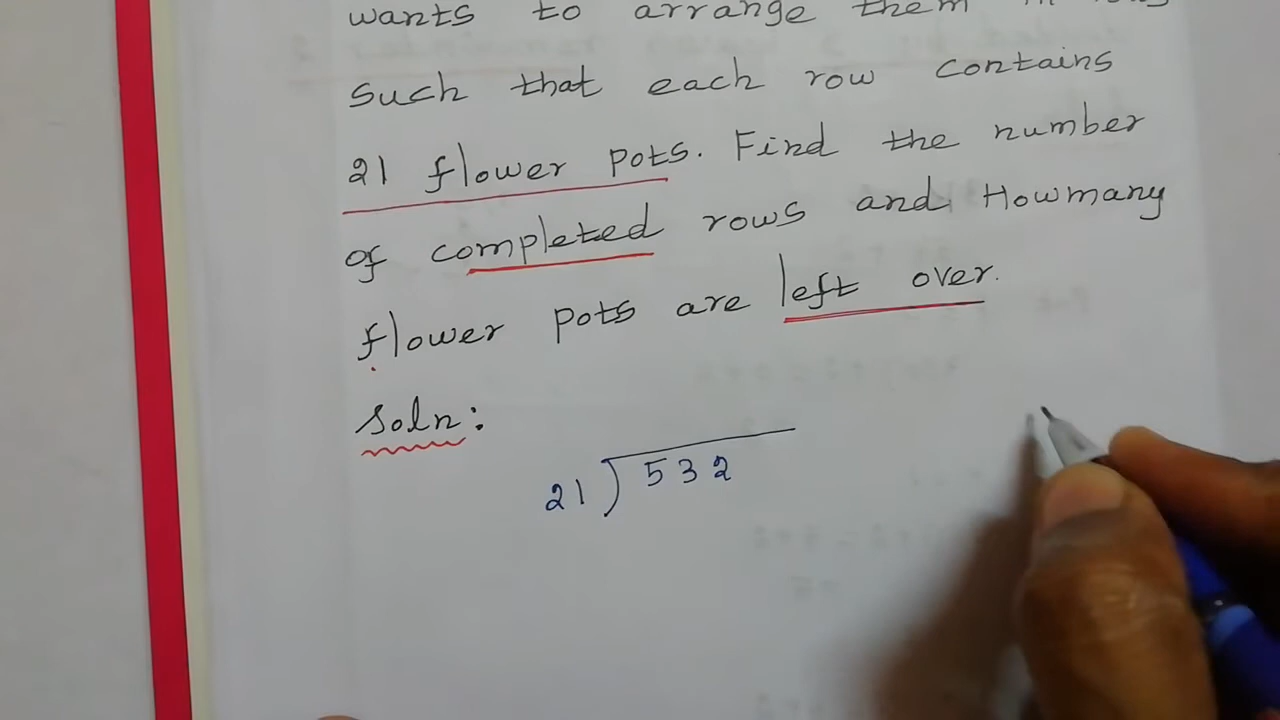 wants to arrange them in
such that each row contains
21 flower pots. Find the number
of completed rows and Howmany
flower pots are left over.
Soln:
21) 532